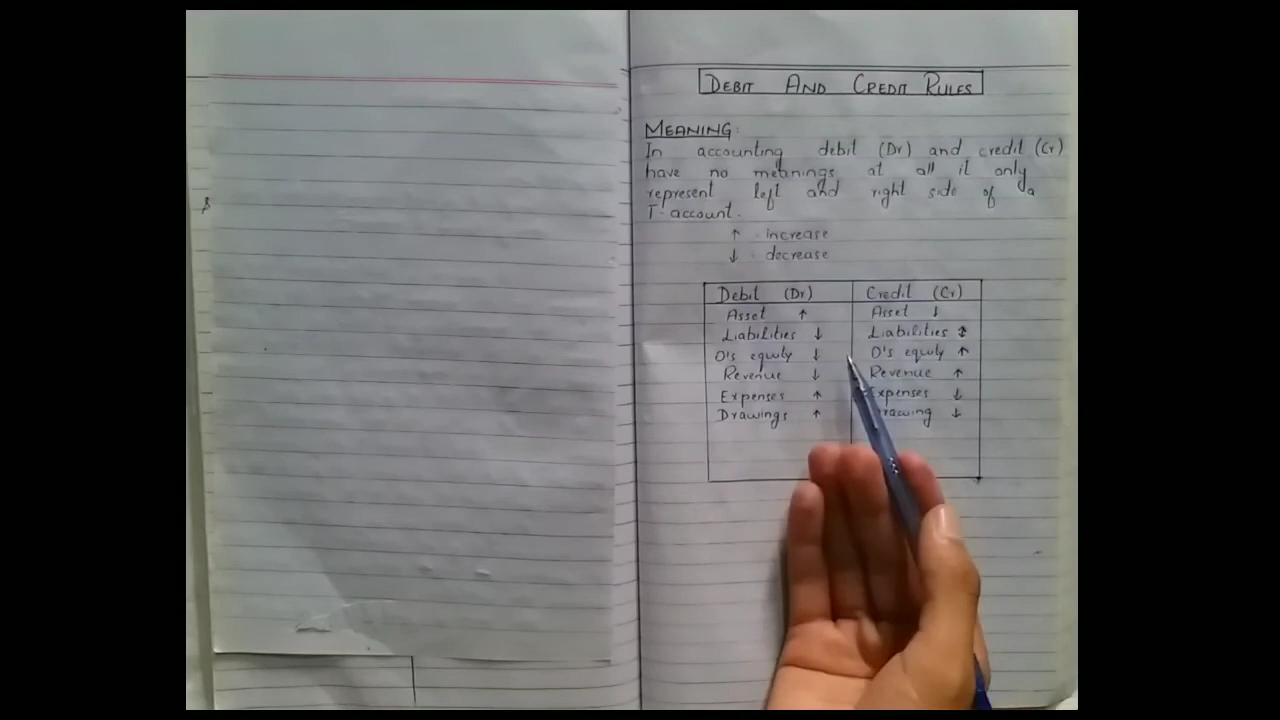 DEBIT AND CREDIT RULES
MEANING:
In accounting debit (Dr) and credit (Cr)
have no meanings at all it only
represent left and right side of a
T-account.
↑ : increase
↓ : decrease
Debit (Dr) Credit (Cr)
Asset ↑ Asset ↓
Liabilities ↓ Liabilities ↑
O's equity ↓ O's equity ↑
Revenue ↓ Revenue ↑
Expenses ↑ Expenses ↓
Drawings ↑ Drawing ↓